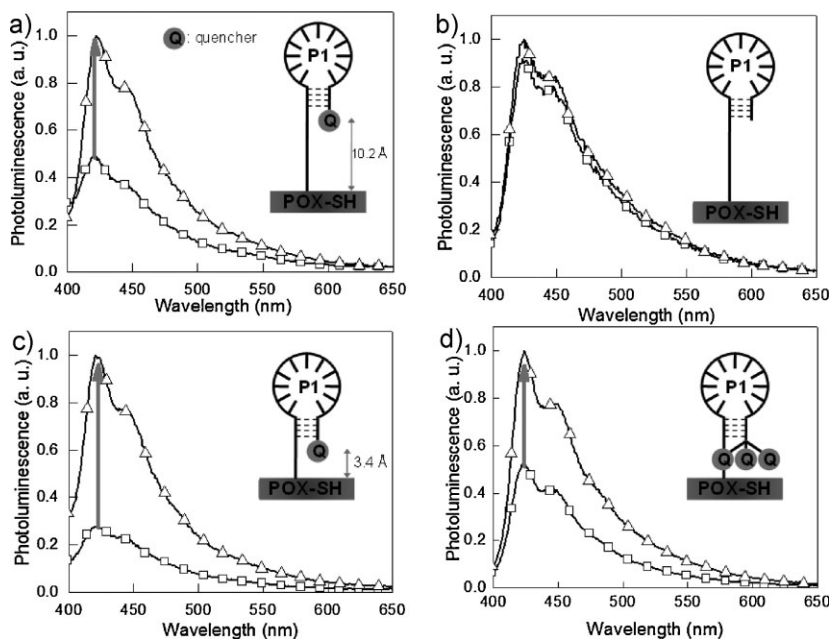 a)
Q : quencher
P1
Q
10.2 Å
POX-SH
Photoluminescence (a. u.)
1.0
0.8
0.6
0.4
0.2
0.0
400 450 500 550 600 650
Wavelength (nm)
b)
P1
POX-SH
Photoluminescence (a. u.)
1.0
0.8
0.6
0.4
0.2
0.0
400 450 500 550 600 650
Wavelength (nm)
c)
P1
Q
3.4 Å
POX-SH
Photoluminescence (a. u.)
1.0
0.8
0.6
0.4
0.2
0.0
400 450 500 550 600 650
Wavelength (nm)
d)
P1
Q Q Q
POX-SH
Photoluminescence (a. u.)
1.0
0.8
0.6
0.4
0.2
0.0
400 450 500 550 600 650
Wavelength (nm)